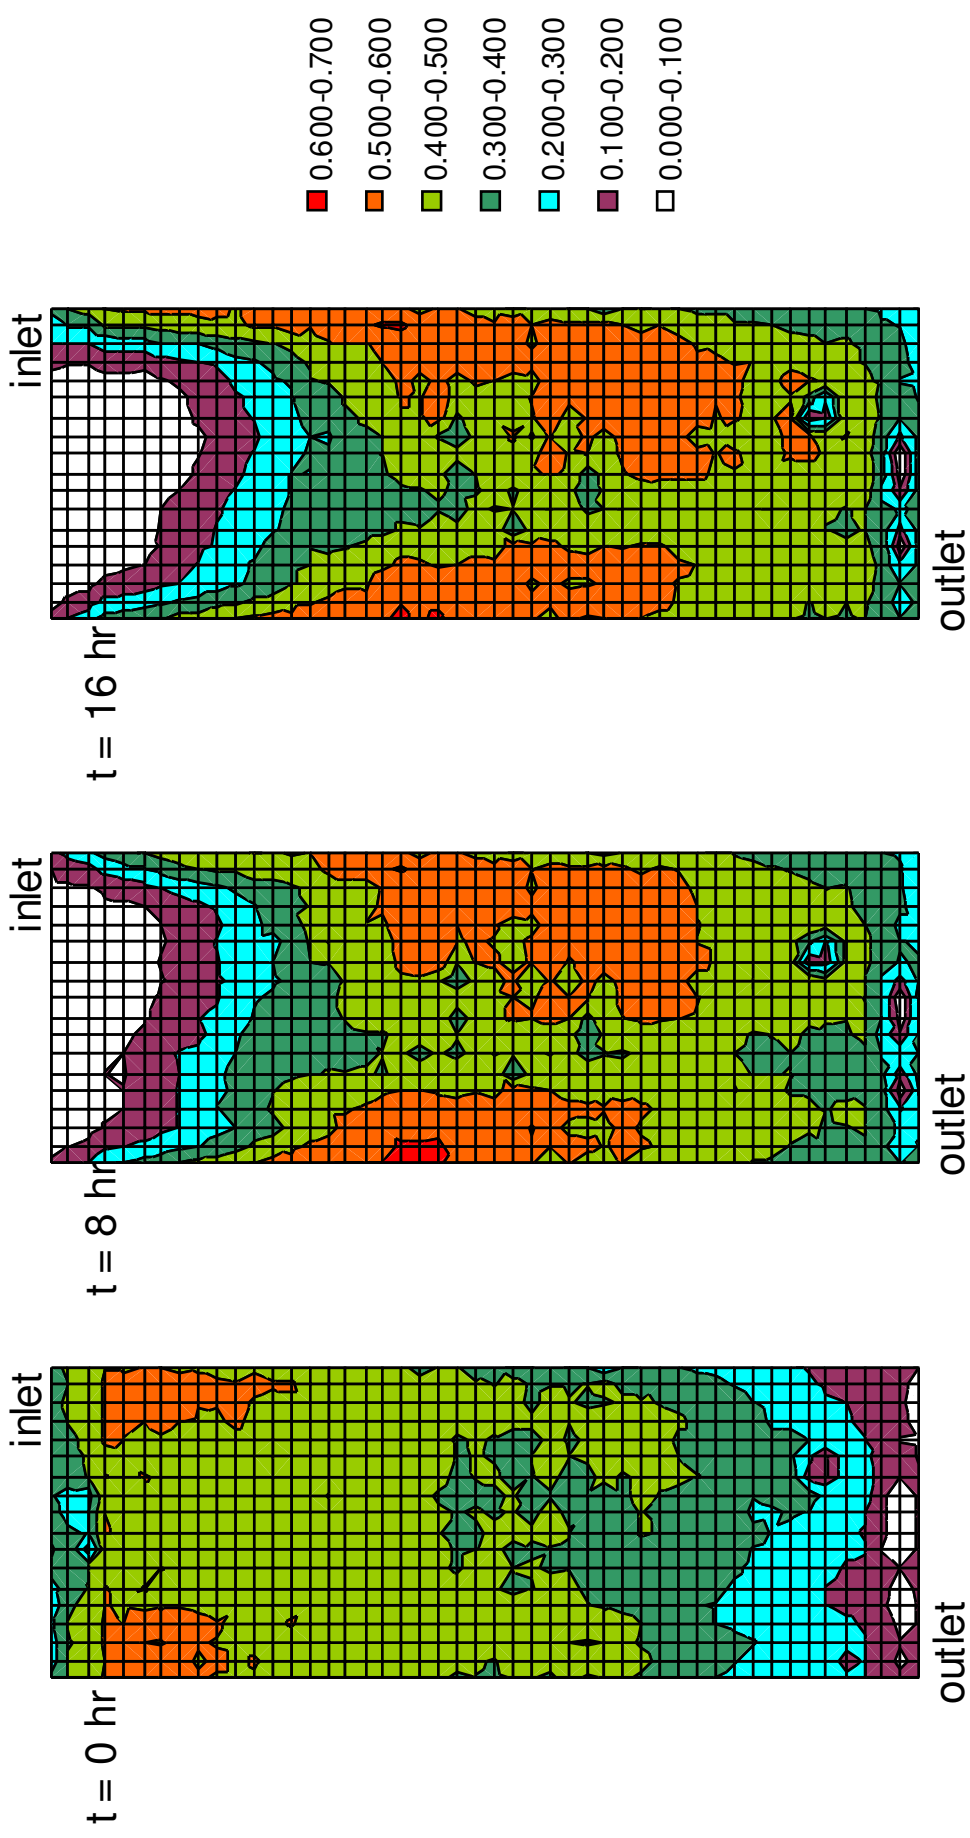 inlet
t = 16 hr
outlet
inlet
t = 8 hr
outlet
inlet
t = 0 hr
outlet
0.600-0.700
0.500-0.600
0.400-0.500
0.300-0.400
0.200-0.300
0.100-0.200
0.000-0.100